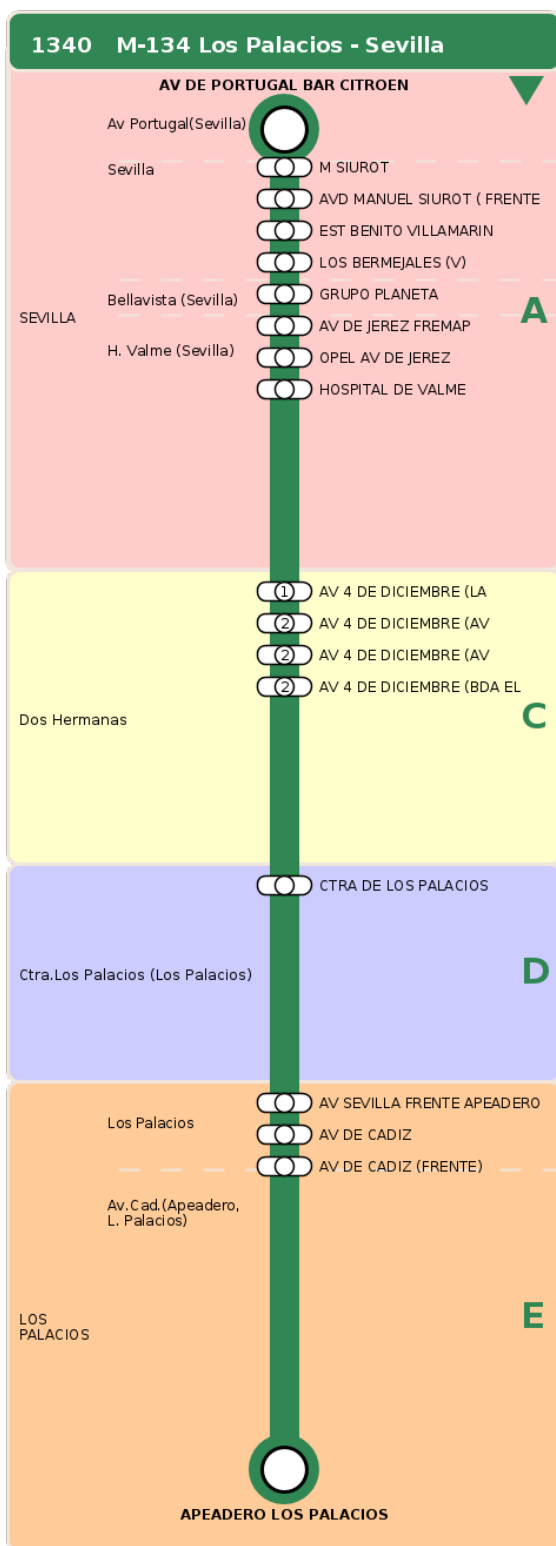 1340 M-134 Los Palacios - Sevilla
AV DE PORTUGAL BAR CITROEN
Av Portugal(Sevilla)
Sevilla
M SIUROT
AVD MANUEL SIUROT ( FRENTE
EST BENITO VILLAMARIN
LOS BERMEJALES (V)
Bellavista (Sevilla)
GRUPO PLANETA
SEVILLA
A
AV DE JEREZ FREMAP
H. Valme (Sevilla)
OPEL AV DE JEREZ
HOSPITAL DE VALME
1 AV 4 DE DICIEMBRE (LA
2 AV 4 DE DICIEMBRE (AV
2 AV 4 DE DICIEMBRE (AV
2 AV 4 DE DICIEMBRE (BDA EL
Dos Hermanas
C
CTRA DE LOS PALACIOS
Ctra.Los Palacios (Los Palacios)
D
AV SEVILLA FRENTE APEADERO
Los Palacios
AV DE CADIZ
AV DE CADIZ (FRENTE)
Av.Cad.(Apeadero,
L. Palacios)
LOS
PALACIOS
E
APEADERO LOS PALACIOS